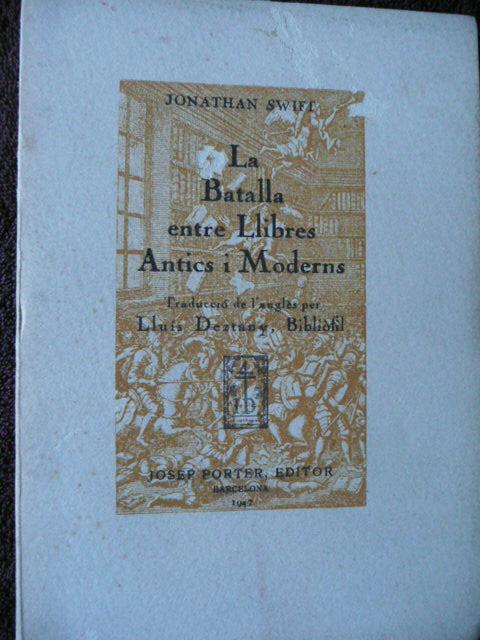 JONATHAN SWIFT
La
Batalla
entre Llibres
Antics i Moderns
Traducció de l'anglès per
Lluís Deztany, Bibliòfil
I·D
JOSEP PORTER, EDITOR
BARCELONA
1947